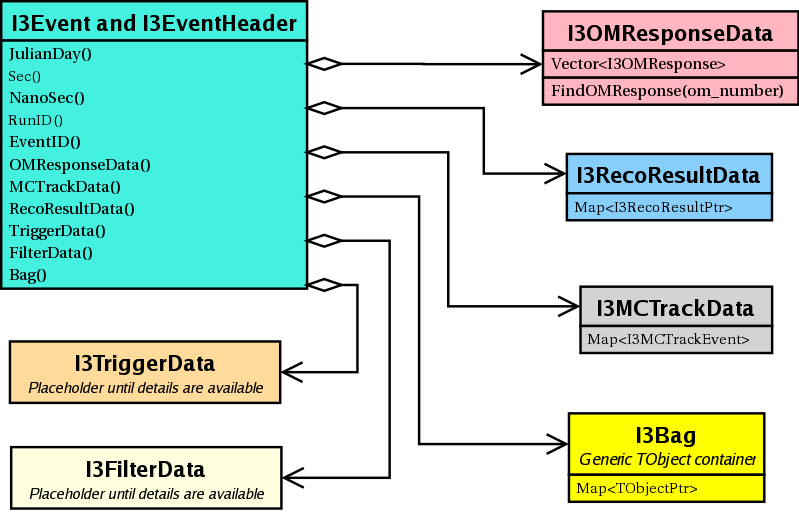 I3Event and I3EventHeader
JulianDay()
Sec()
NanoSec()
RunID()
EventID()
OMResponseData()
MCTrackData()
RecoResultData()
TriggerData()
FilterData()
Bag()
I3OMResponseData
Vector<I3OMResponse>
FindOMResponse(om_number)
I3RecoResultData
Map<I3RecoResultPtr>
I3MCTrackData
Map<I3MCTrackEvent>
I3TriggerData
Placeholder until details are available
I3Bag
Generic TObject container
Map<TObjectPtr>
I3FilterData
Placeholder until details are available